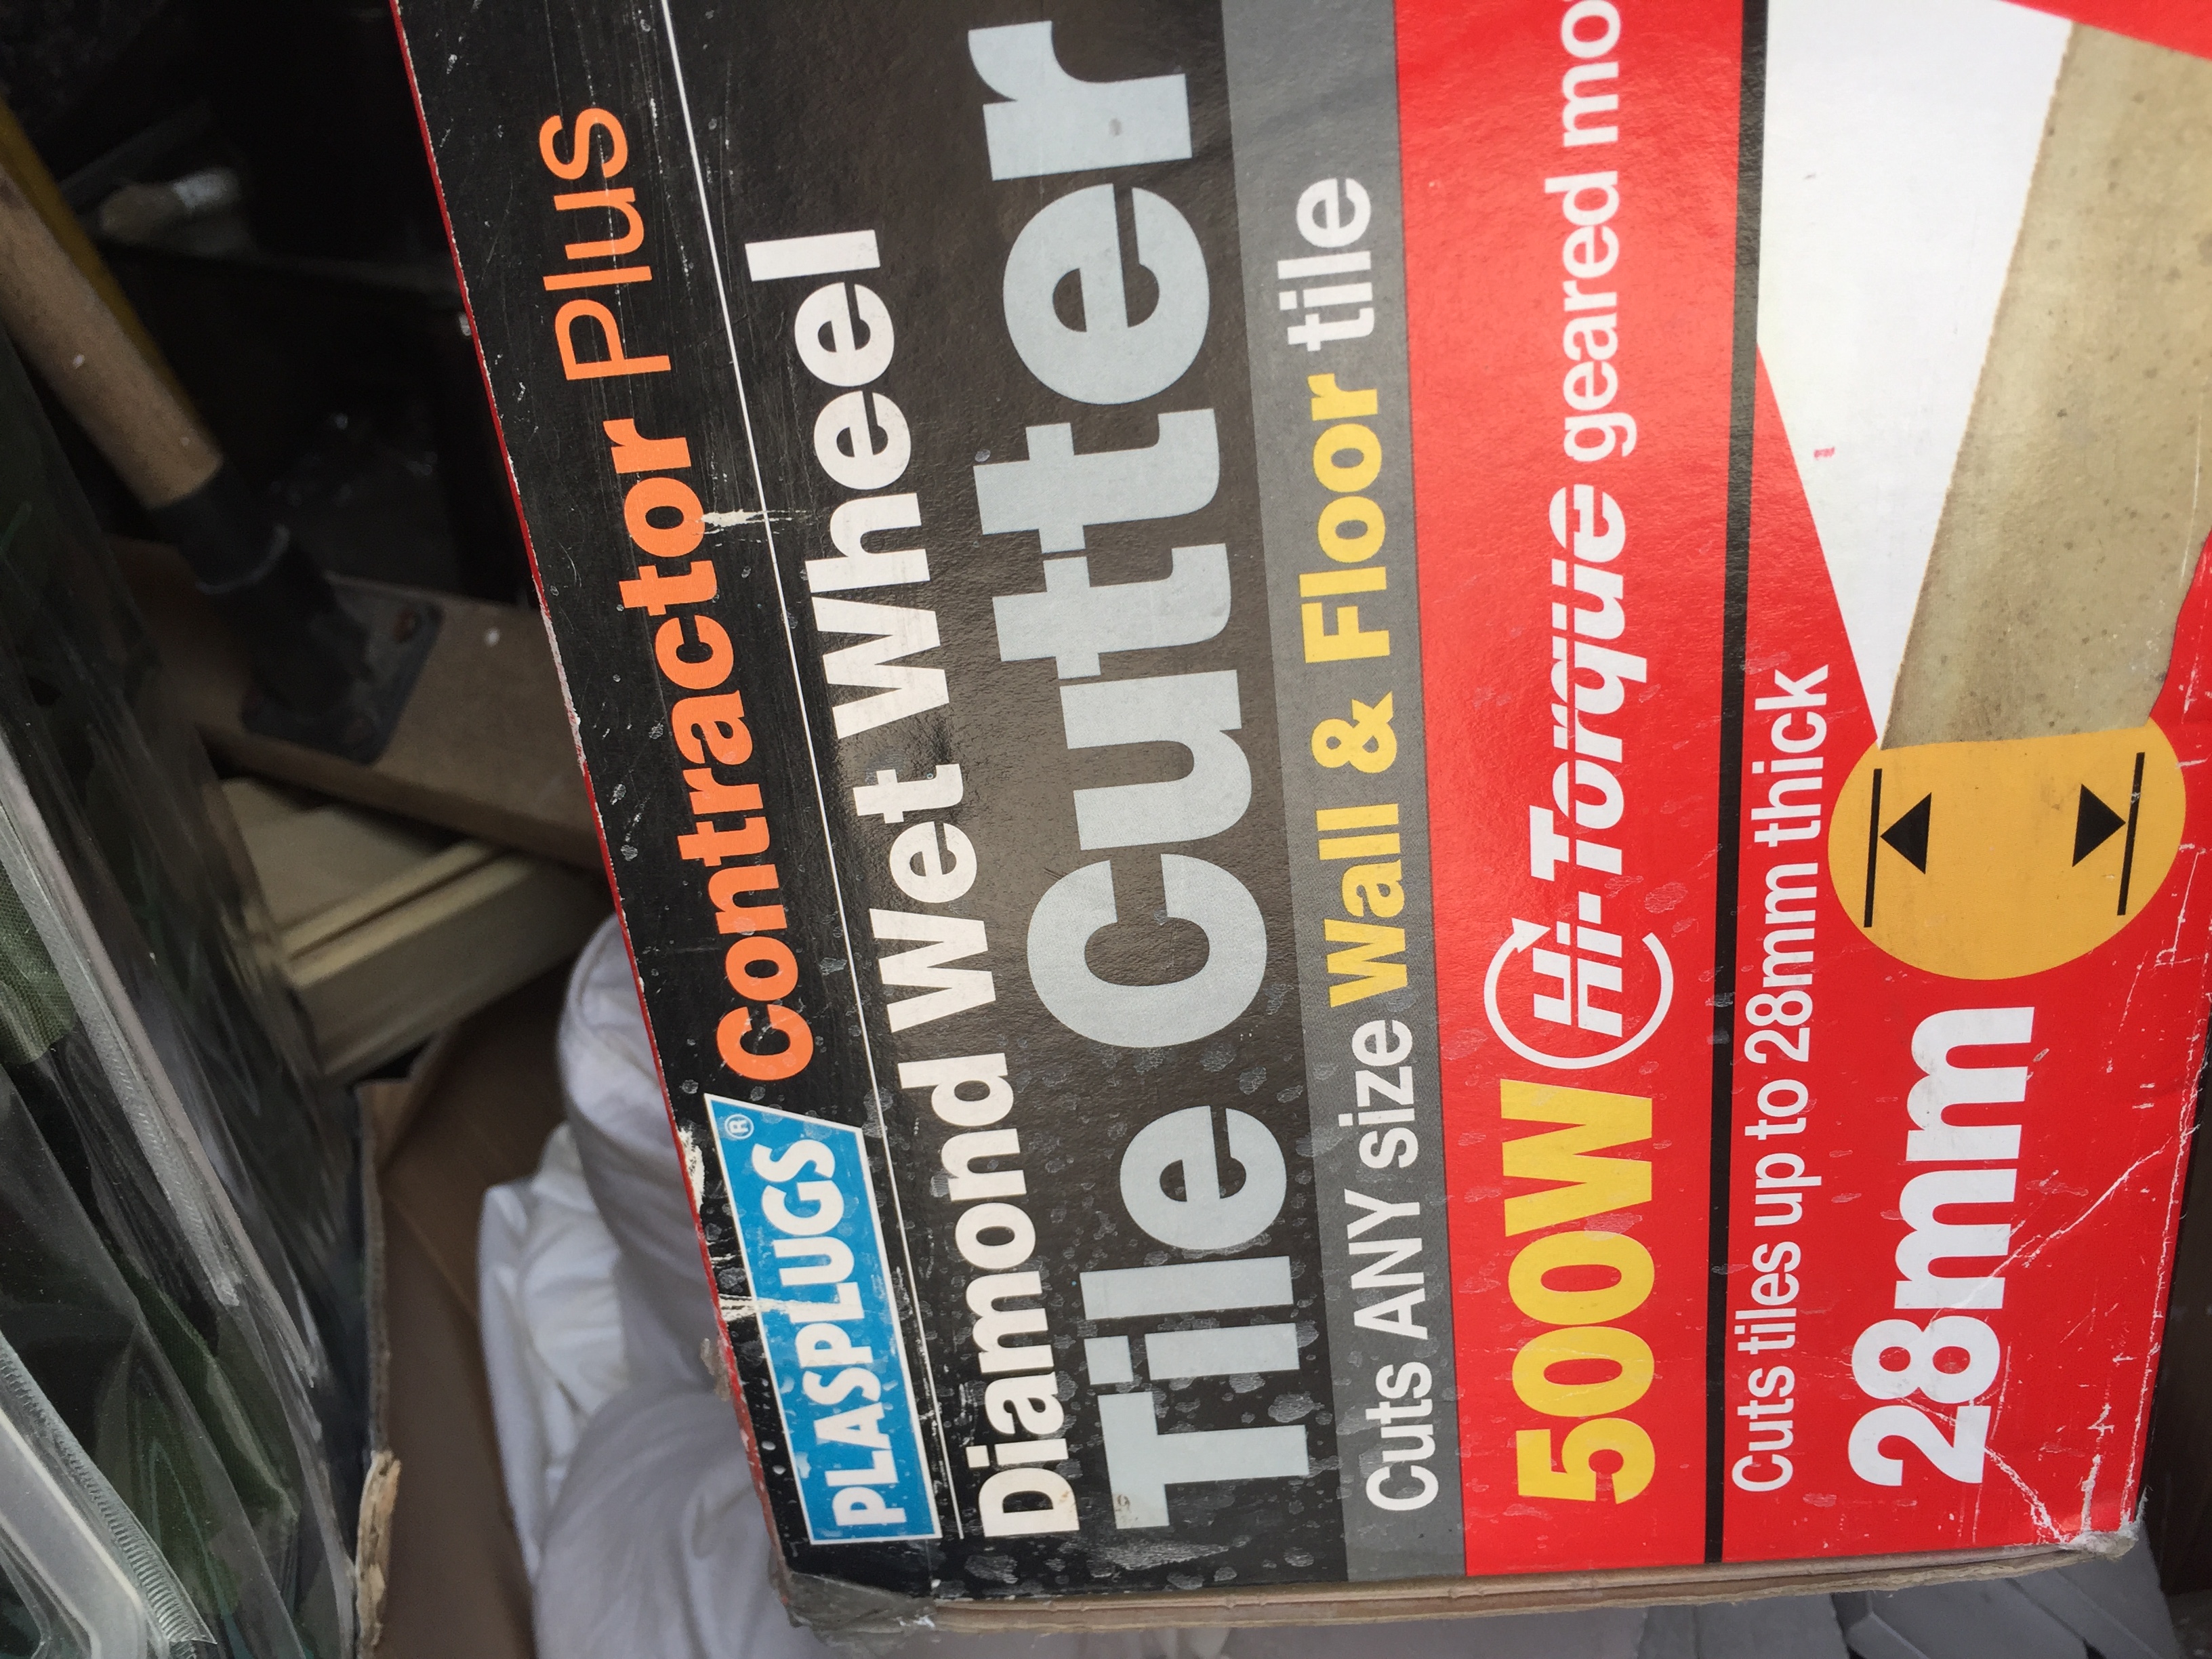 PLASPLUGS® Contractor Plus
Diamond Wet Wheel
Tile cutter
Cuts ANY size Wall & Floor tile
500W Hi-Torque geared mo
Cuts tiles up to 28mm thick
28mm